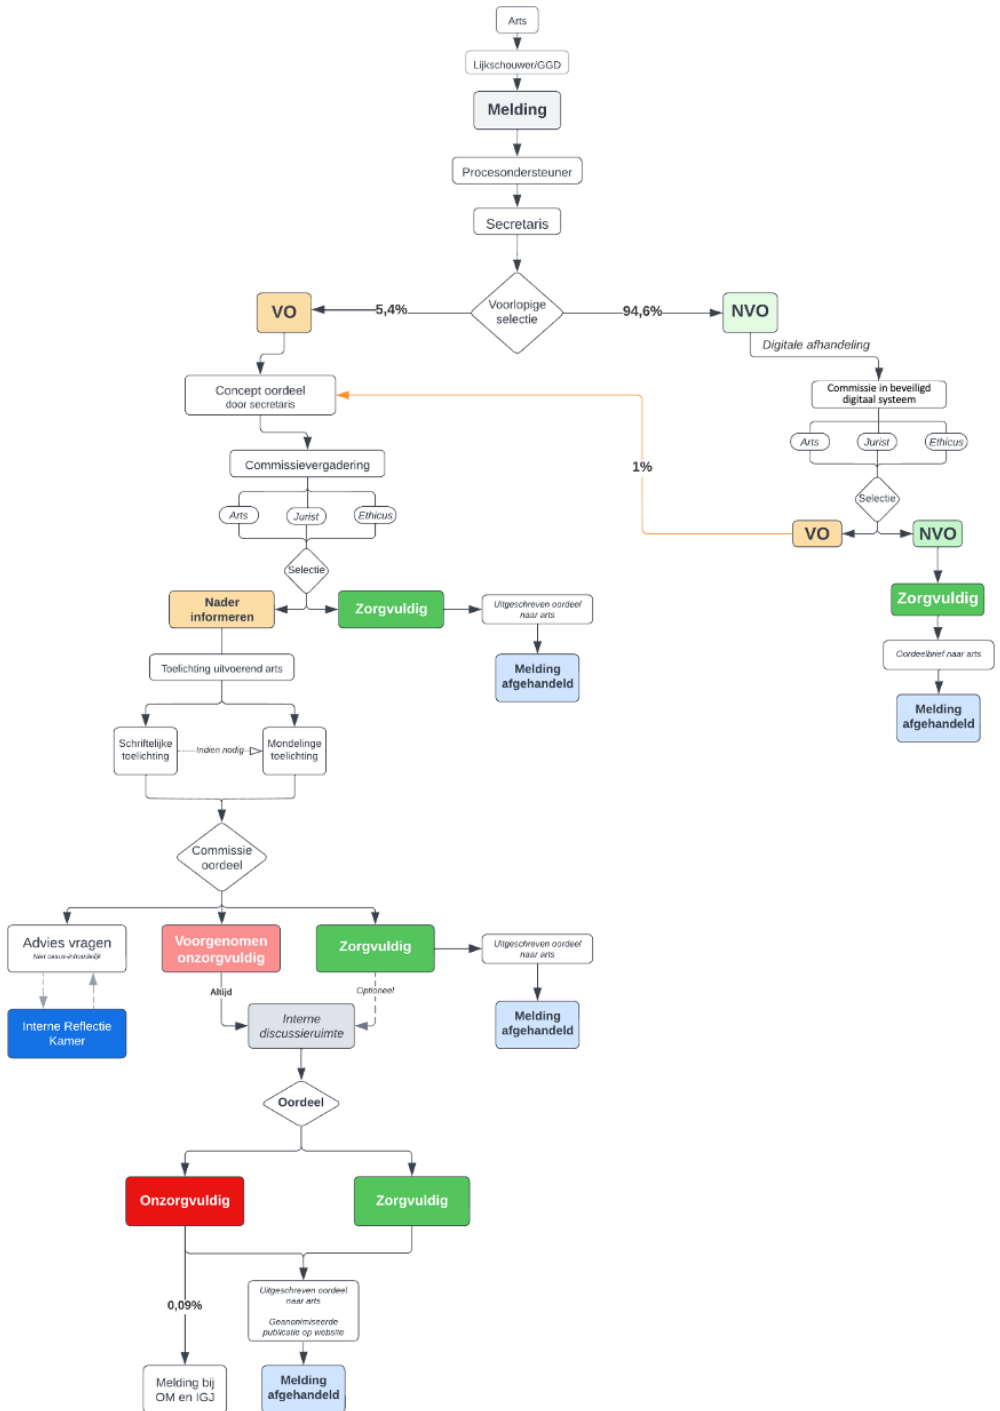 Arts
Lijkschouwer/GGD
Melding
Procesondersteuner
Secretaris
Voorlopige
selectie
5,4%
94,6%
VO
NVO
Digitale afhandeling
Concept oordeel
door secretaris
Commissie in beveiligd
digitaal systeem
Arts
Jurist
Ethicus
Commissievergadering
1%
Selectie
Arts
Jurist
Ethicus
VO
NVO
Selectie
Nader
informeren
Zorgvuldig
Uitgeschreven oordeel
naar arts
Zorgvuldig
Oordeelbrief naar arts
Toelichting uitvoerend arts
Melding
afgehandeld
Melding
afgehandeld
Schriftelijke
toelichting
Indien nodig
Mondelinge
toelichting
Commissie
oordeel
Advies vragen
Niet casus-inhoudelijk
Voorgenomen
onzorgvuldig
Zorgvuldig
Uitgeschreven oordeel
naar arts
Altijd
Optioneel
Interne Reflectie
Kamer
Interne
discussieruimte
Melding
afgehandeld
Oordeel
Onzorgvuldig
Zorgvuldig
0,09%
Uitgeschreven oordeel
naar arts
Geanonimiseerde
publicatie op website
Melding bij
OM en IGJ
Melding
afgehandeld